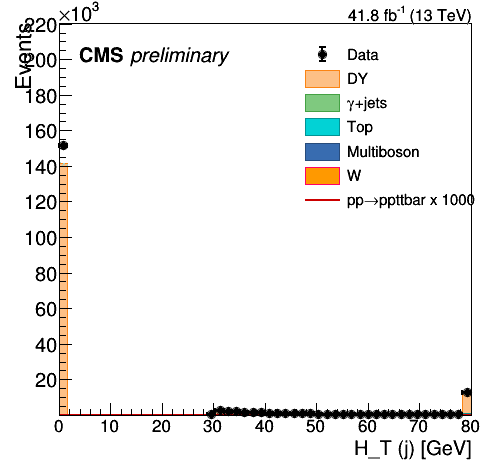 ×10³
41.8 fb⁻¹ (13 TeV)
Events
CMS preliminary
Data
DY
γ+jets
Top
Multiboson
W
pp→ppttbar x 1000
220
200
180
160
140
120
100
80
60
40
20
0 10 20 30 40 50 60 70 80
H_T (j) [GeV]